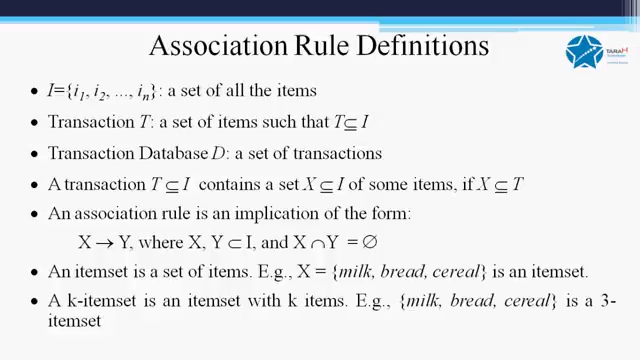 Association Rule Definitions
TARAH
• I={i1, i2, ..., in}: a set of all the items
• Transaction T: a set of items such that T⊆ I
• Transaction Database D: a set of transactions
• A transaction T ⊆ I contains a set X ⊆ I of some items, if X ⊆ T
• An association rule is an implication of the form:
X → Y, where X, Y ⊂ I, and X ∩ Y = ∅
• An itemset is a set of items. E.g., X = {milk, bread, cereal} is an itemset.
• A k-itemset is an itemset with k items. E.g., {milk, bread, cereal} is a 3-
itemset